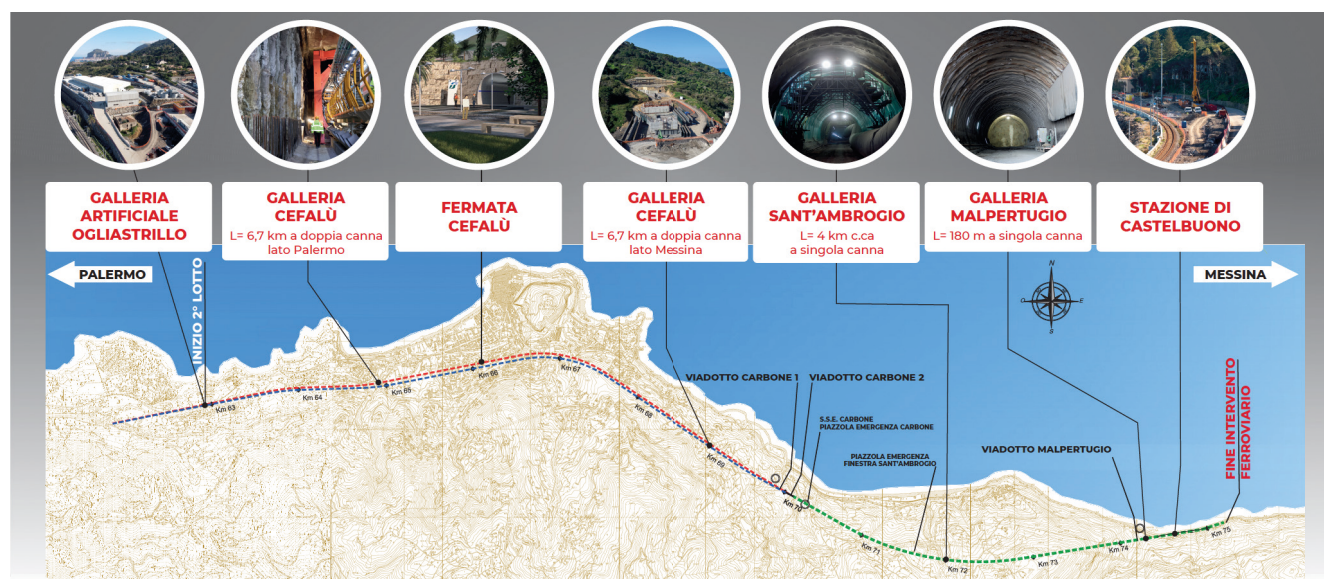 GALLERIA
ARTIFICIALE
OGLIASTRILLO
GALLERIA
CEFALÙ
L= 6,7 km a doppia canna
lato Palermo
FERMATA
CEFALÙ
GALLERIA
CEFALÙ
L= 6,7 km a doppia canna
lato Messina
GALLERIA
SANT'AMBROGIO
L= 4 km c.ca
a singola canna
GALLERIA
MALPERTUGIO
L= 180 m a singola canna
STAZIONE DI
CASTELBUONO
PALERMO
INIZIO 2° LOTTO
MESSINA
N
O
E
S
Km 63
Km 64
Km 65
Km 66
Km 67
Km 68
Km 69
Km 70
Km 71
Km 72
Km 73
Km 74
Km 75
VIADOTTO CARBONE 1
VIADOTTO CARBONE 2
S.S.E. CARBONE
PIAZZOLA EMERGENZA CARBONE
PIAZZOLA EMERGENZA
FINESTRA SANT'AMBROGIO
VIADOTTO MALPERTUGIO
FINE INTERVENTO
FERROVIARIO